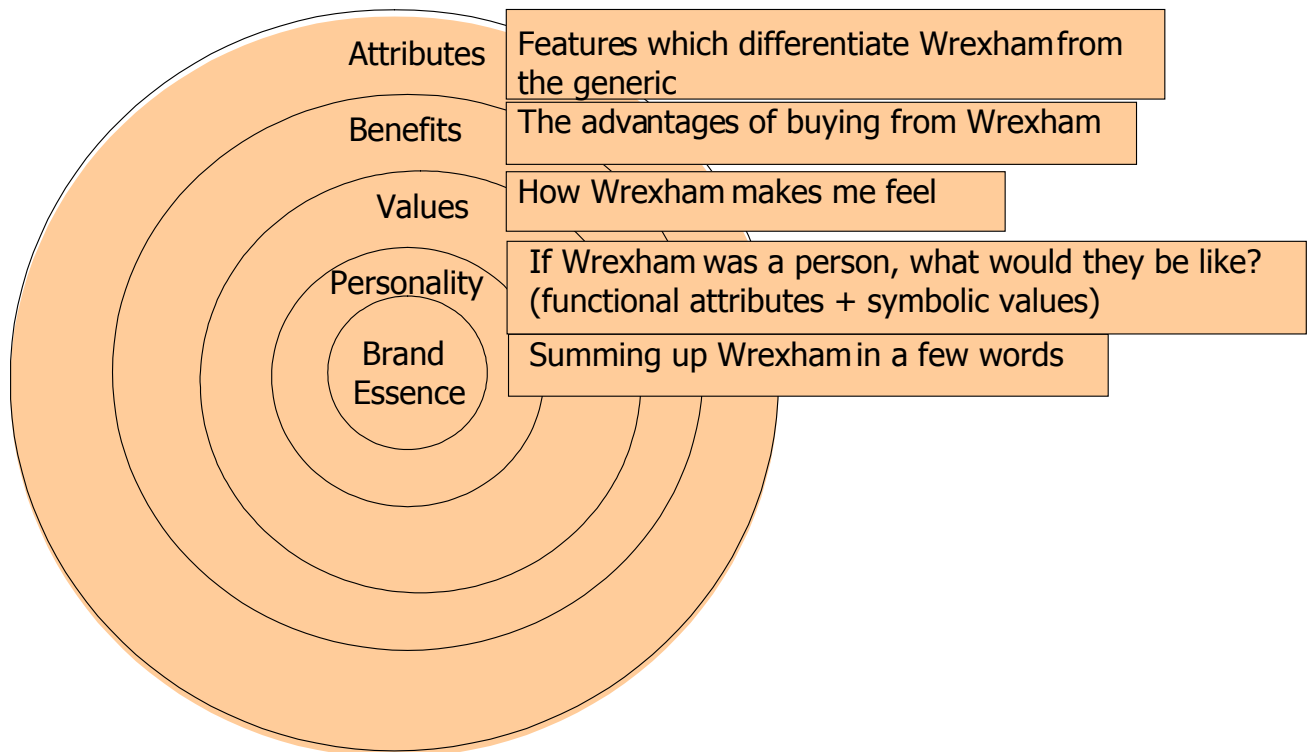 Attributes
Features which differentiate Wrexham from
the generic
Benefits
The advantages of buying from Wrexham
Values
How Wrexham makes me feel
Personality
If Wrexham was a person, what would they be like?
(functional attributes + symbolic values)
Brand
Essence
Summing up Wrexham in a few words